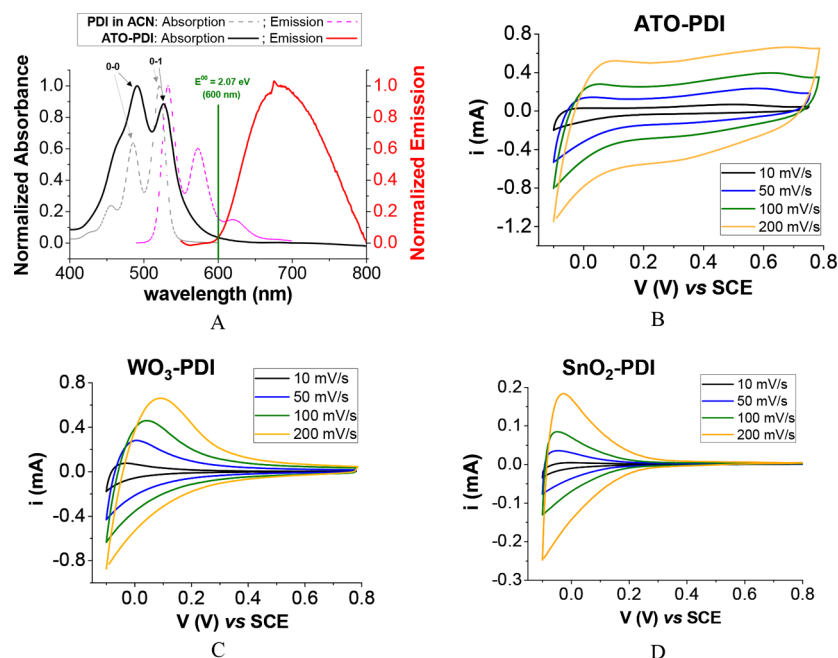 PDI in ACN: Absorption ; Emission
ATO-PDI: Absorption ; Emission
0-0
0-1
E⁰⁰ = 2.07 eV
(600 nm)
Normalized Absorbance
1.0
0.8
0.6
0.4
0.2
0.0
1.0
0.8
0.6
0.4
0.2
0.0
Normalized Emission
400 500 600 700 800
wavelength (nm)
A
ATO-PDI
i (mA)
0.8
0.4
0.0
-0.4
-0.8
-1.2
10 mV/s
50 mV/s
100 mV/s
200 mV/s
0.0 0.2 0.4 0.6 0.8
V (V) vs SCE
B
WO₃-PDI
i (mA)
0.8
0.4
0.0
-0.4
-0.8
10 mV/s
50 mV/s
100 mV/s
200 mV/s
0.0 0.2 0.4 0.6 0.8
V (V) vs SCE
C
SnO₂-PDI
i (mA)
0.2
0.1
0.0
-0.1
-0.2
-0.3
10 mV/s
50 mV/s
100 mV/s
200 mV/s
0.0 0.2 0.4 0.6 0.8
V (V) vs SCE
D